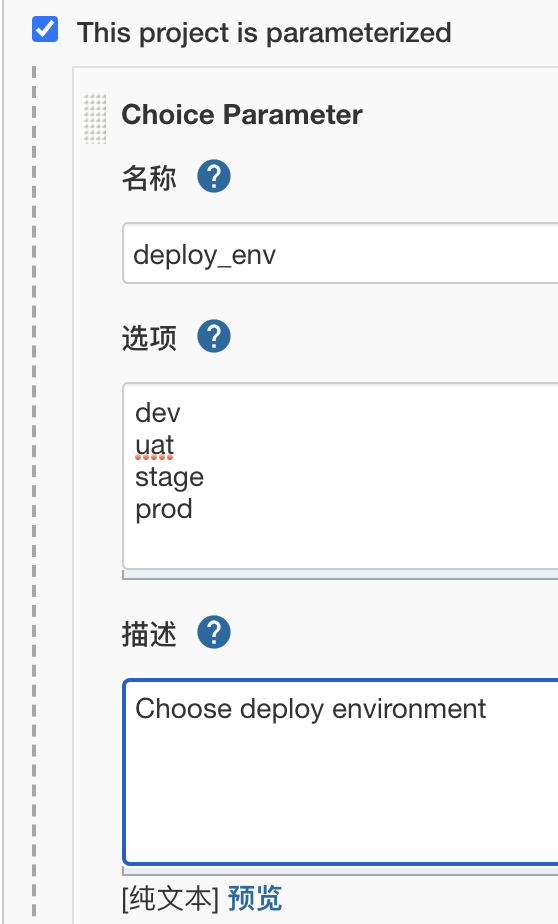 This project is parameterized
Choice Parameter
名称
deploy_env
选项
dev
uat
stage
prod
描述
Choose deploy environment
[纯文本] 预览